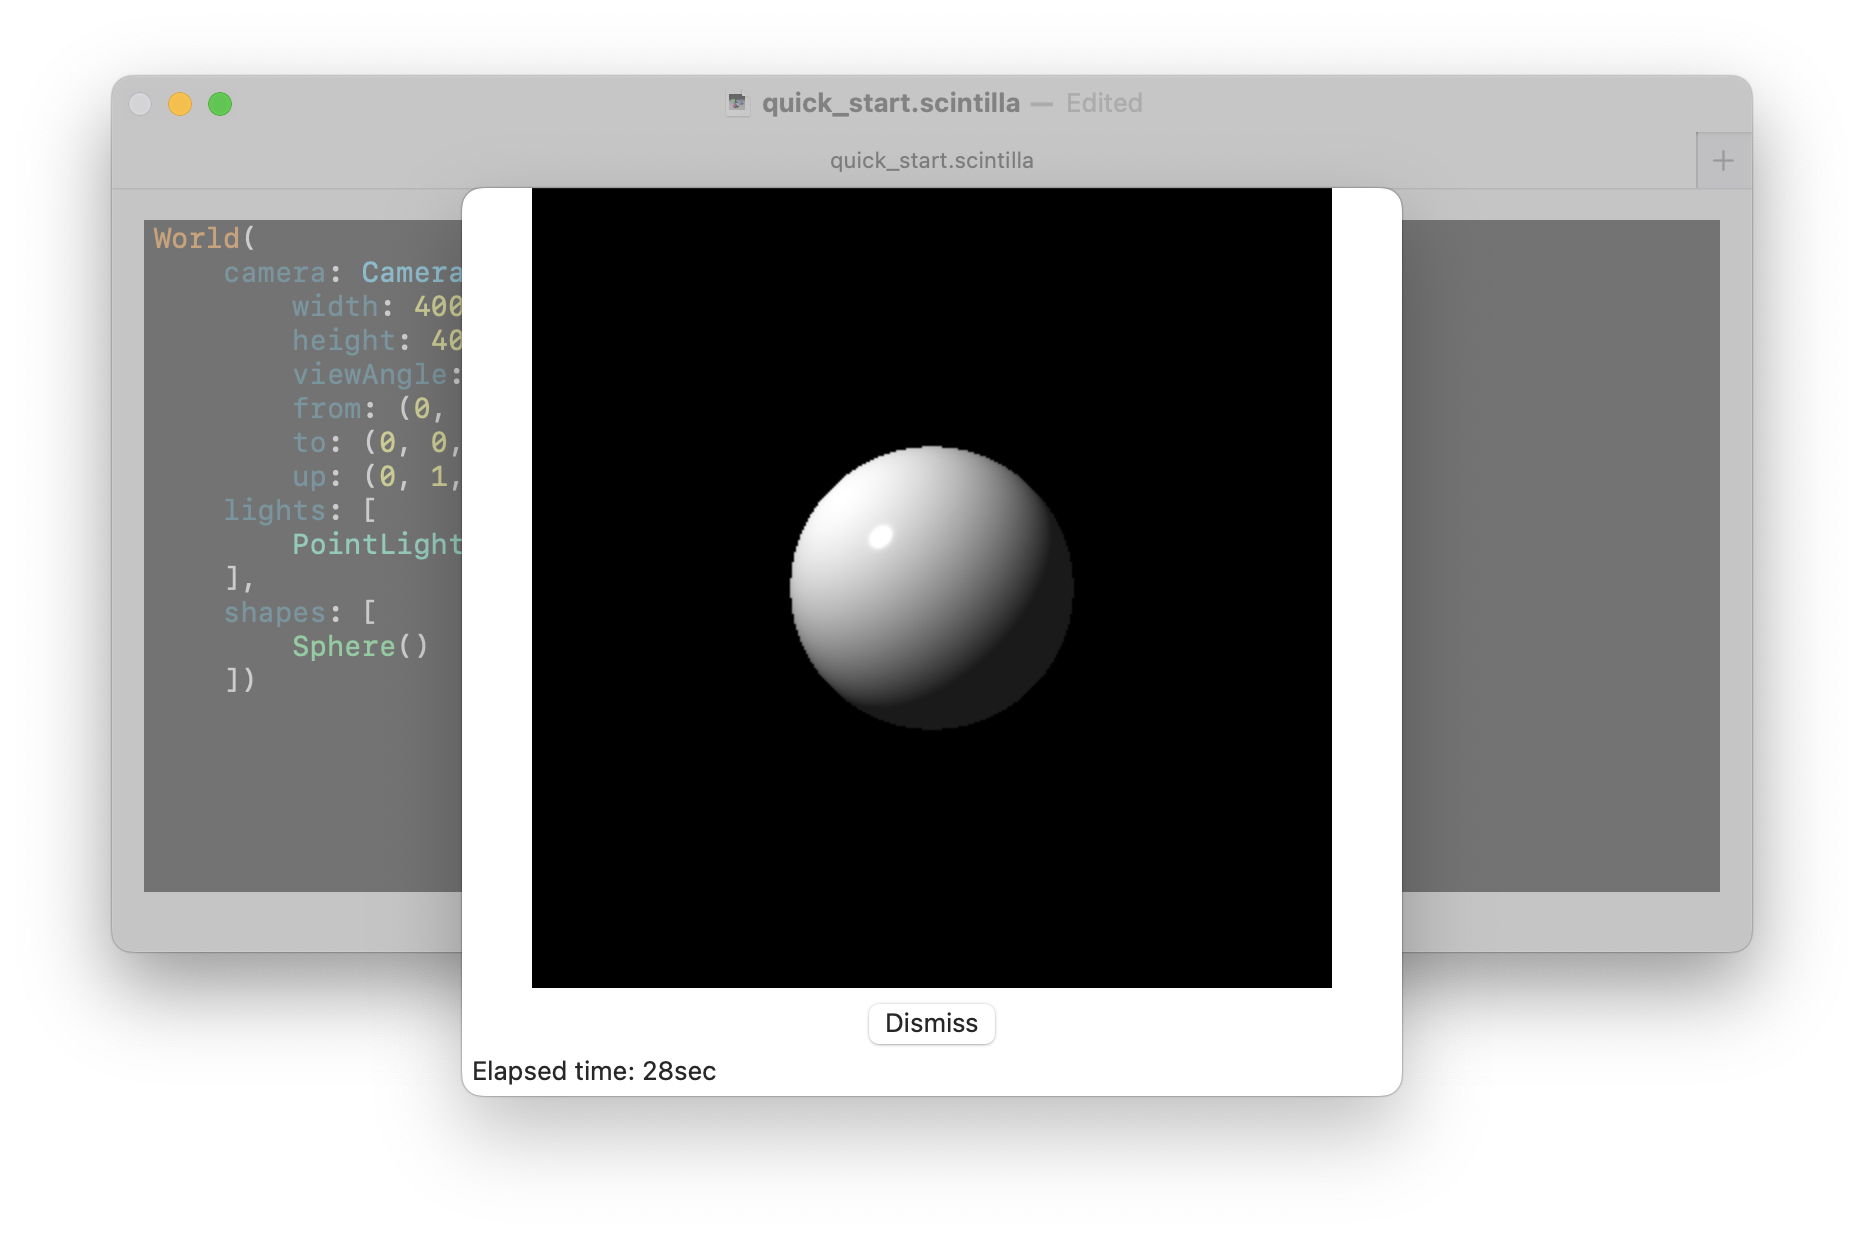 quick_start.scintilla — Edited
quick_start.scintilla
World(
camera: Camera
width: 400
height: 40
viewAngle:
from: (0,
to: (0, 0,
up: (0, 1,
lights: [
PointLight
],
shapes: [
Sphere()
])
Dismiss
Elapsed time: 28sec